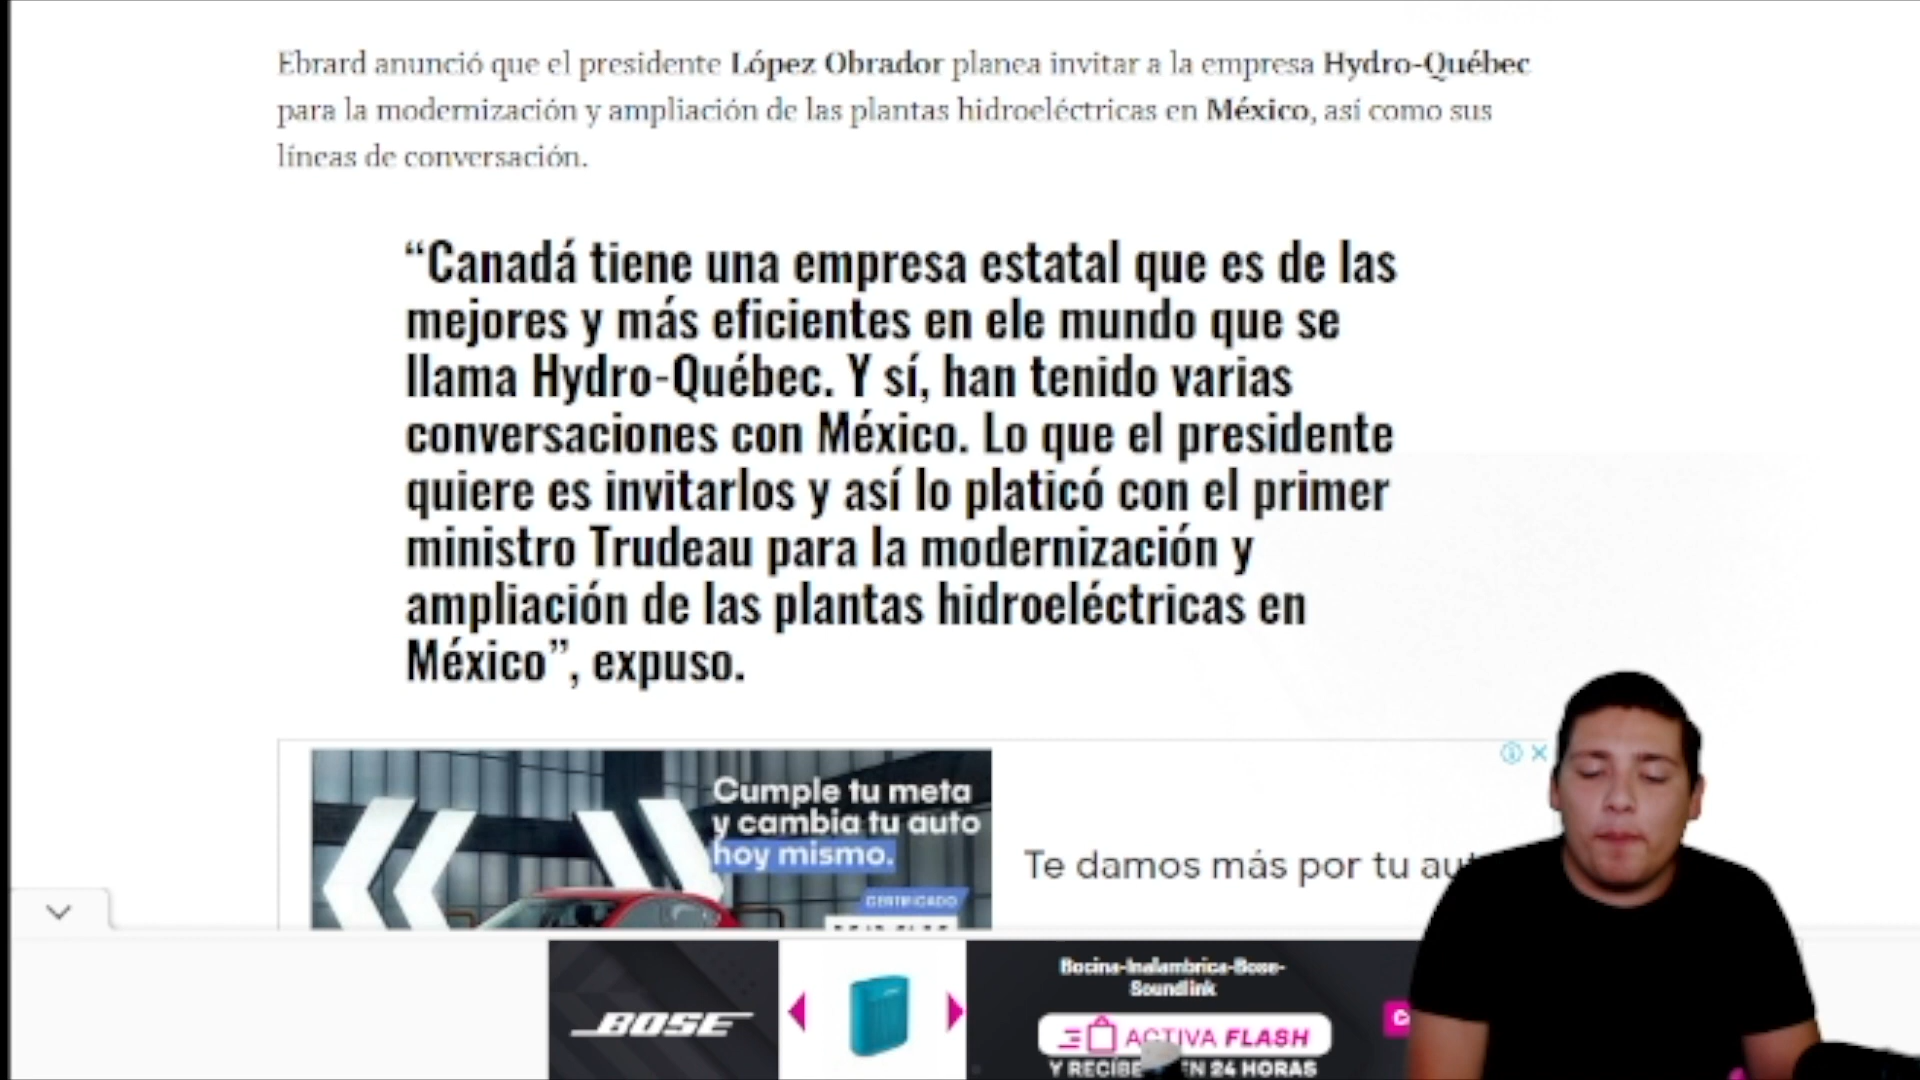 Ebrard anunció que el presidente López Obrador planea invitar a la empresa Hydro-Québec
para la modernización y ampliación de las plantas hidroeléctricas en México, así como sus
líneas de conversación.
“Canadá tiene una empresa estatal que es de las
mejores y más eficientes en ele mundo que se
llama Hydro-Québec. Y sí, han tenido varias
conversaciones con México. Lo que el presidente
quiere es invitarlos y así lo platicó con el primer
ministro Trudeau para la modernización y
ampliación de las plantas hidroeléctricas en
México”, expuso.
Cumple tu meta
y cambia tu auto
hoy mismo.
CERTIFICADO
Te damos más por tu
BOSE
Bocina-Inalambrica-Bose-
Soundlink
ACTIVA FLASH
Y RECIBE EN 24 HORAS